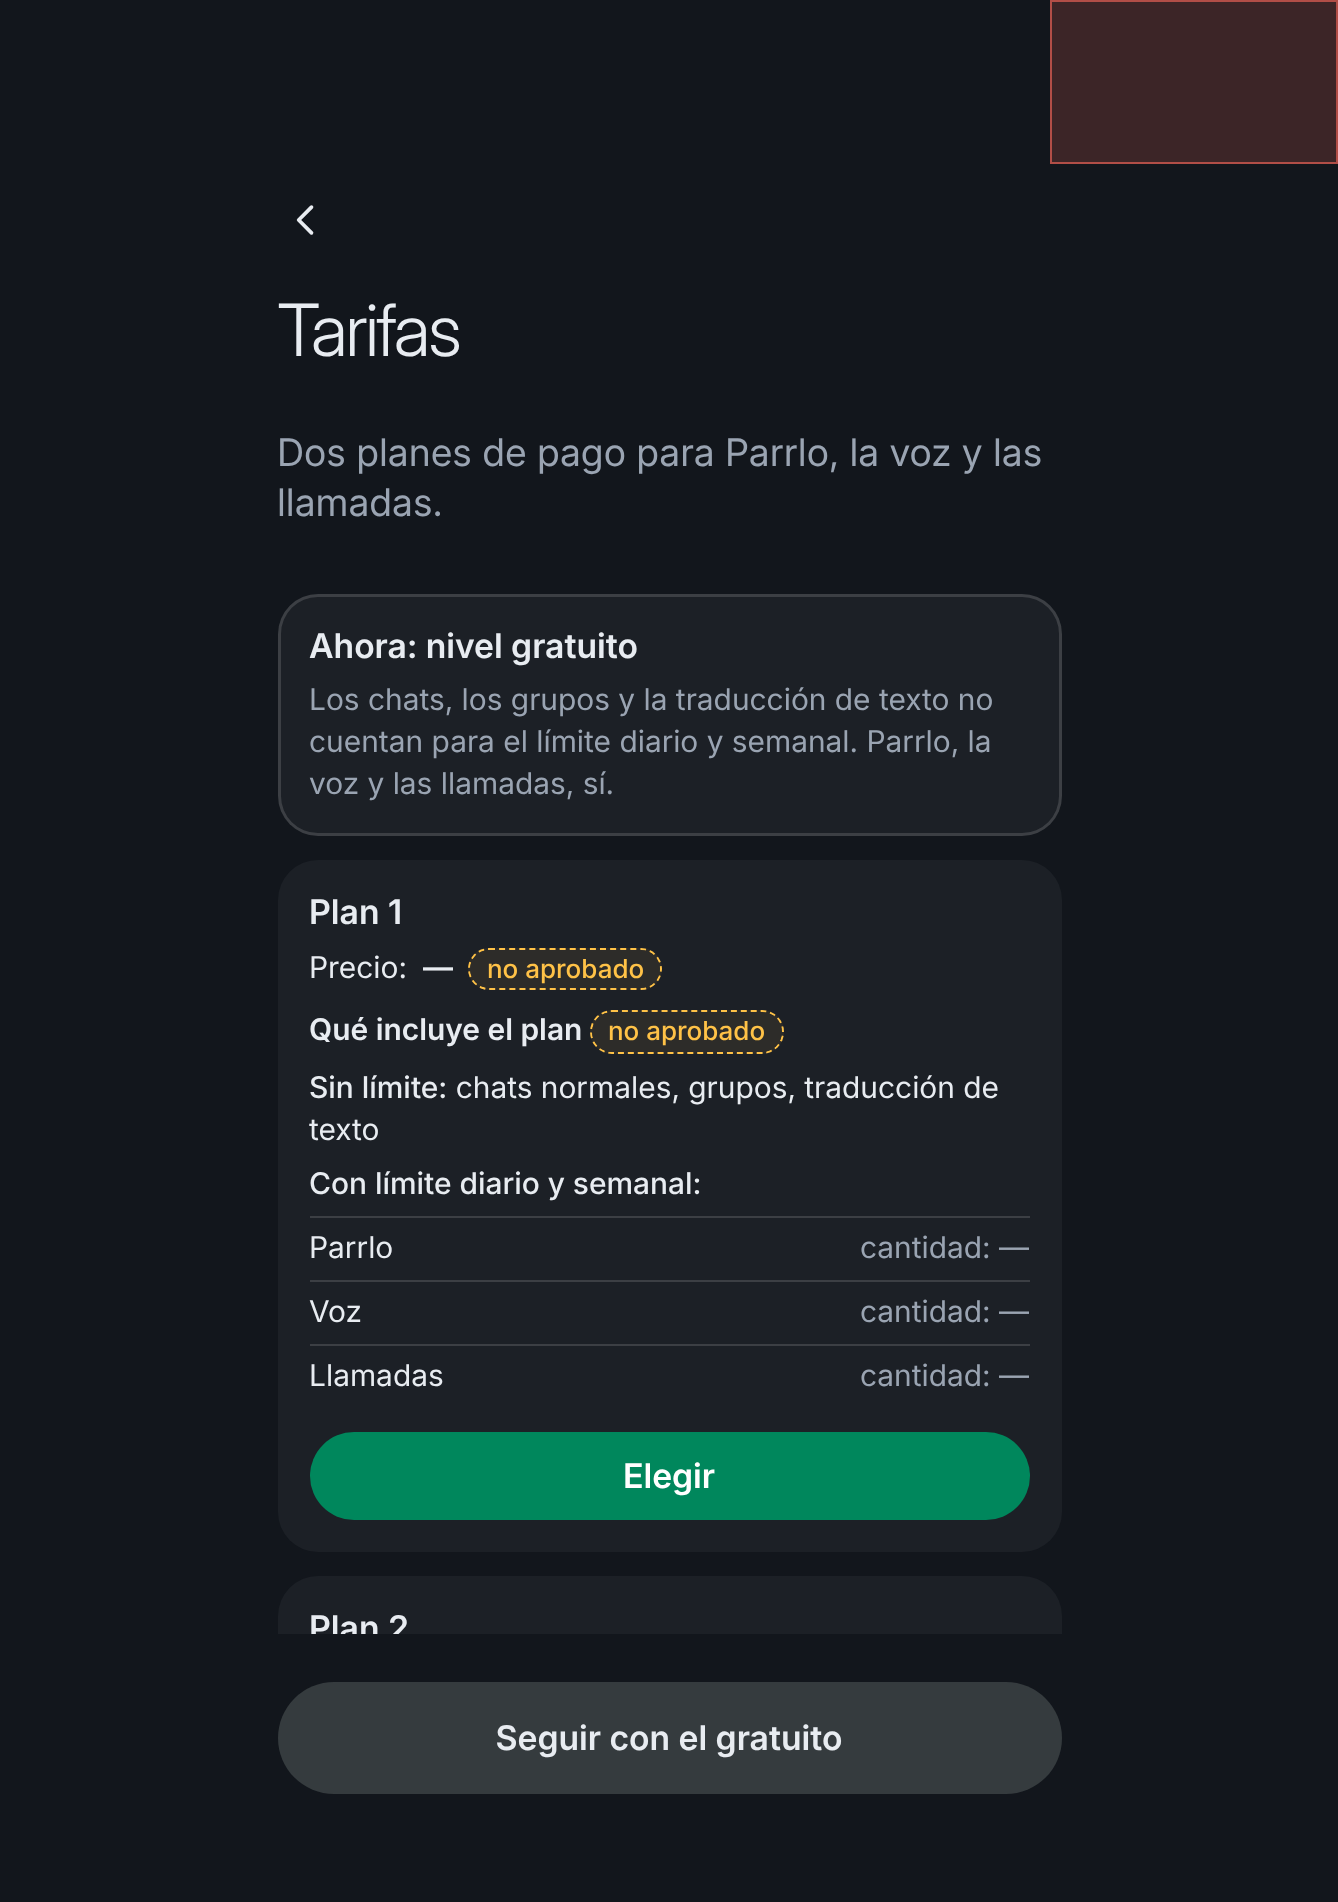 Tarifas
Dos planes de pago para Parrlo, la voz y las
llamadas.
Ahora: nivel gratuito
Los chats, los grupos y la traducción de texto no
cuentan para el límite diario y semanal. Parrlo, la
voz y las llamadas, sí.
Plan 1
Precio: — no aprobado
Qué incluye el plan no aprobado
Sin límite: chats normales, grupos, traducción de
texto
Con límite diario y semanal:
Parrlo cantidad: —
Voz cantidad: —
Llamadas cantidad: —
Elegir
Plan 2
Seguir con el gratuito